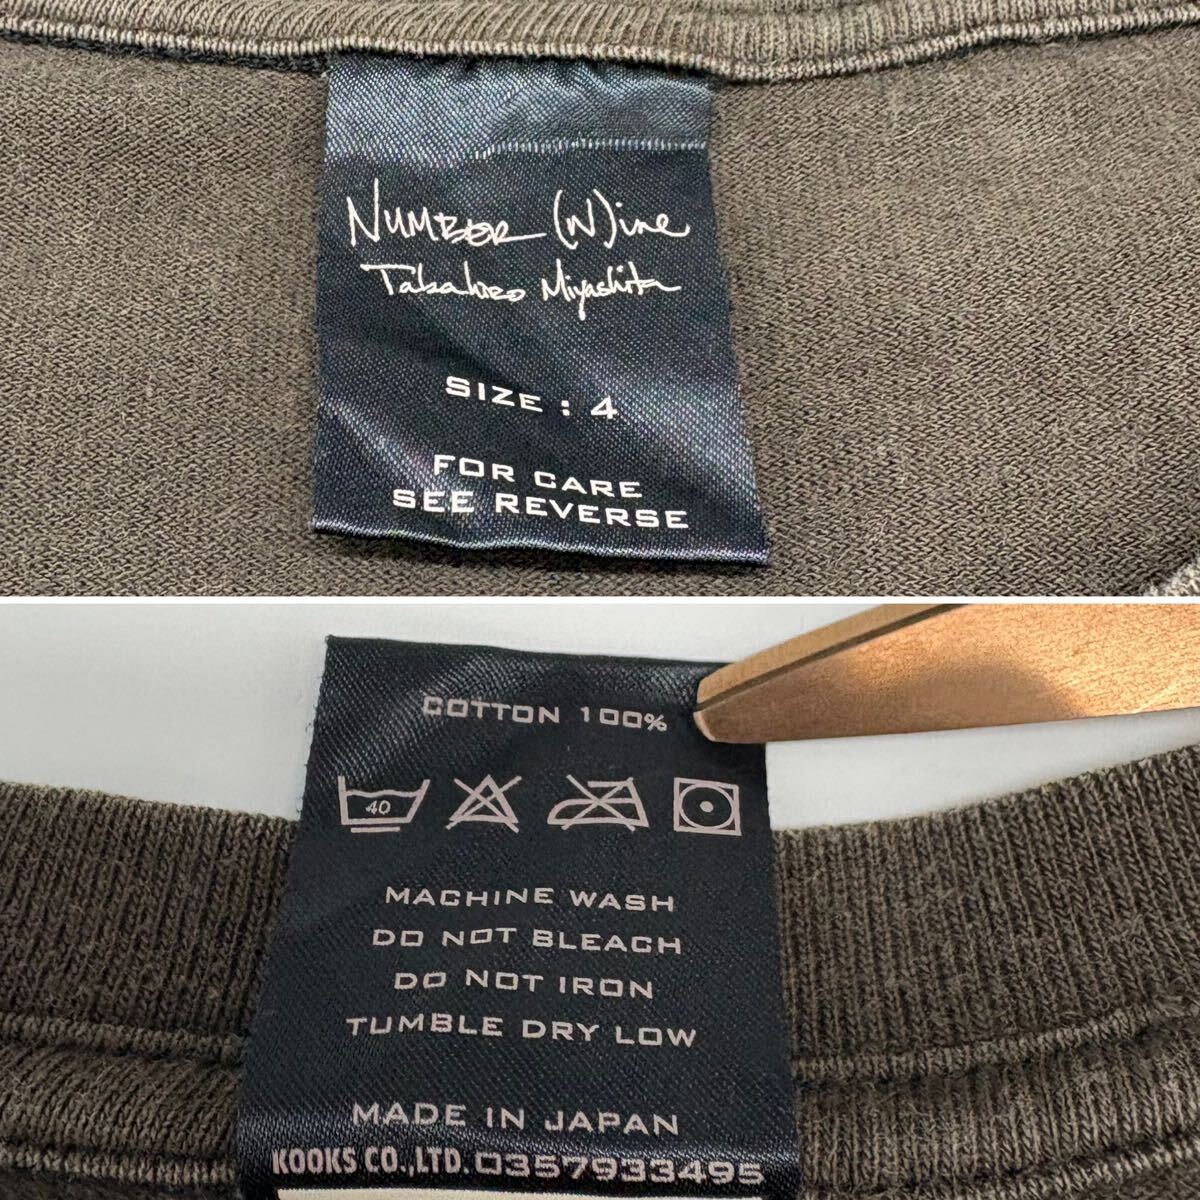 NUMBER (N)ine
Takahiro Miyashita
SIZE : 4
FOR CARE
SEE REVERSE
COTTON 100%
40
MACHINE WASH
DO NOT BLEACH
DO NOT IRON
TUMBLE DRY LOW
MADE IN JAPAN
KOOKS CO.,LTD. 0357933495